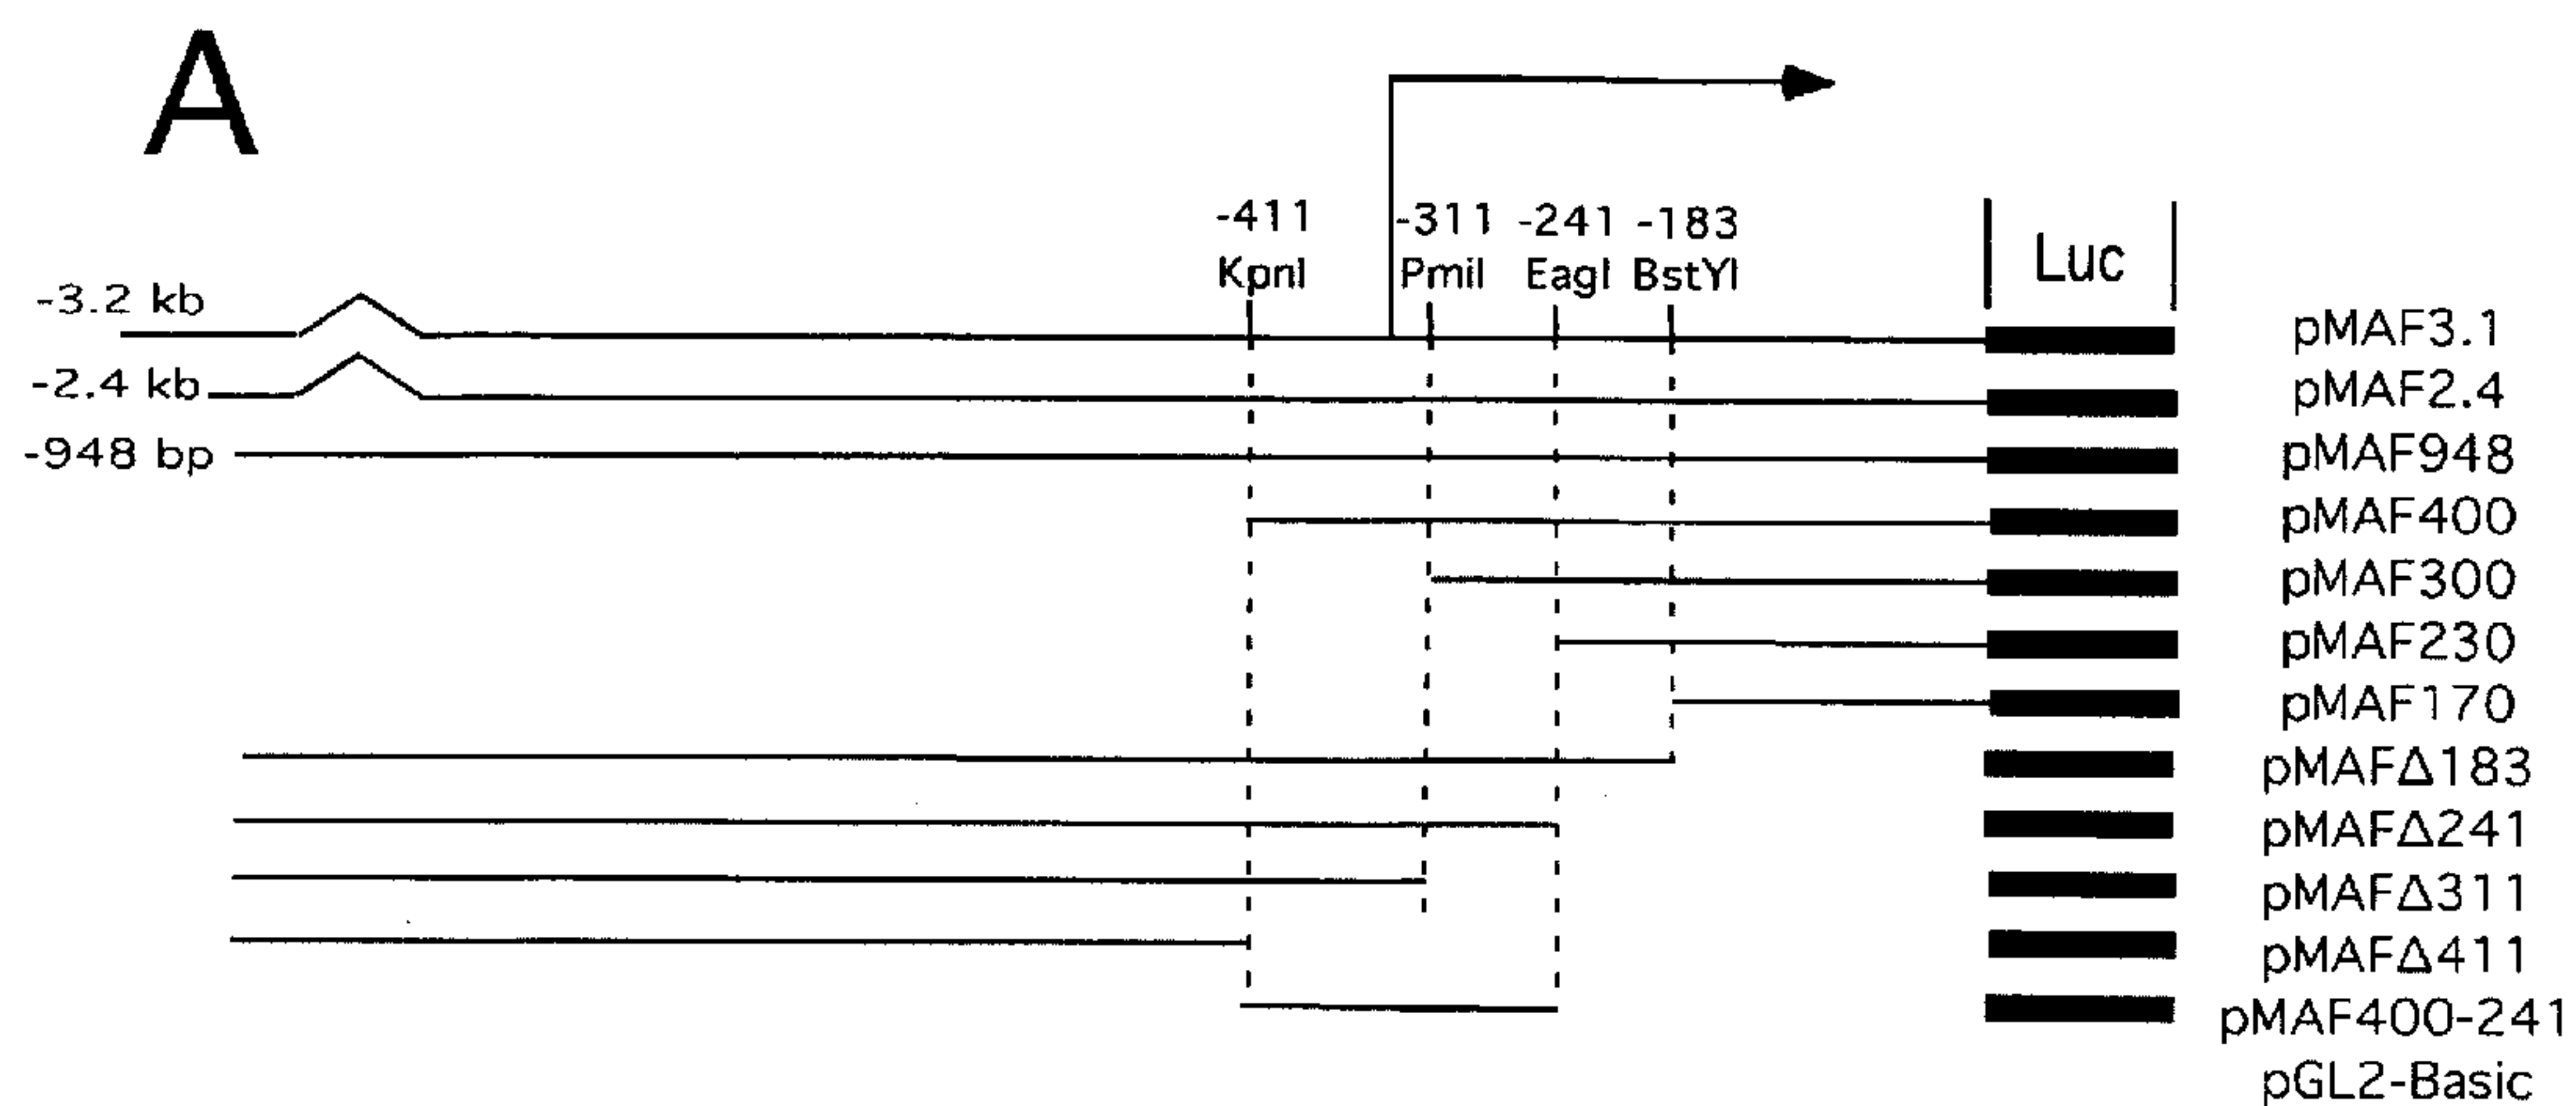 A
-411 -311 -241 -183
KpnI PmiI EagI BstYI
Luc
-3.2 kb pMAF3.1
-2.4 kb pMAF2.4
-948 bp pMAF948
pMAF400
pMAF300
pMAF230
pMAF170
pMAFΔ183
pMAFΔ241
pMAFΔ311
pMAFΔ411
pMAF400-241
pGL2-Basic